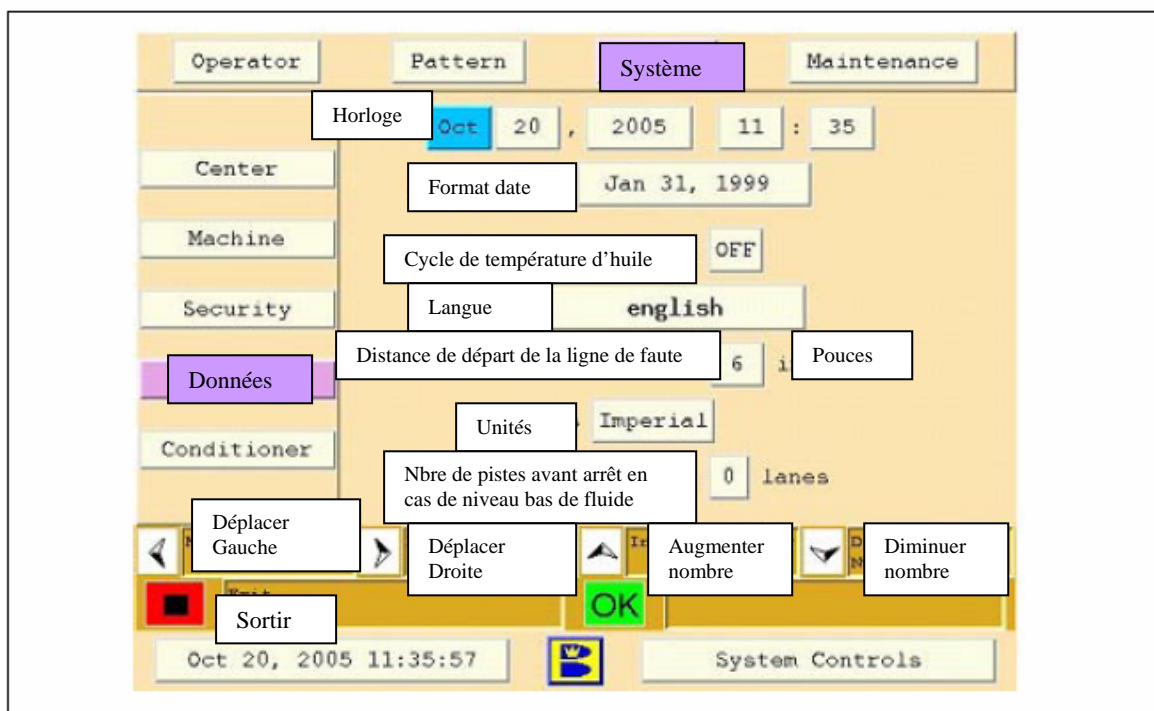 Operator
Pattern
Système
Maintenance
Horloge
Oct
20
,
2005
11
:
35
Center
Format date
Jan 31, 1999
Machine
Cycle de température d’huile
OFF
Security
Langue
english
Distance de départ de la ligne de faute
6
Pouces
Données
Unités
Imperial
Conditioner
Nbre de pistes avant arrêt en
cas de niveau bas de fluide
0
lanes
Déplacer
Gauche
Déplacer
Droite
Augmenter
nombre
Diminuer
nombre
Sortir
OK
Oct 20, 2005 11:35:57
System Controls